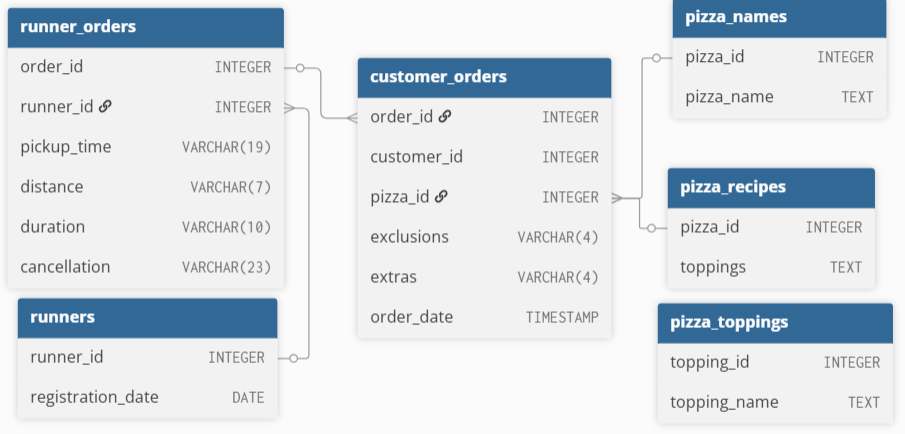 runner_orders
order_id INTEGER
runner_id INTEGER
pickup_time VARCHAR(19)
distance VARCHAR(7)
duration VARCHAR(10)
cancellation VARCHAR(23)
runners
runner_id INTEGER
registration_date DATE
customer_orders
order_id INTEGER
customer_id INTEGER
pizza_id INTEGER
exclusions VARCHAR(4)
extras VARCHAR(4)
order_date TIMESTAMP
pizza_names
pizza_id INTEGER
pizza_name TEXT
pizza_recipes
pizza_id INTEGER
toppings TEXT
pizza_toppings
topping_id INTEGER
topping_name TEXT